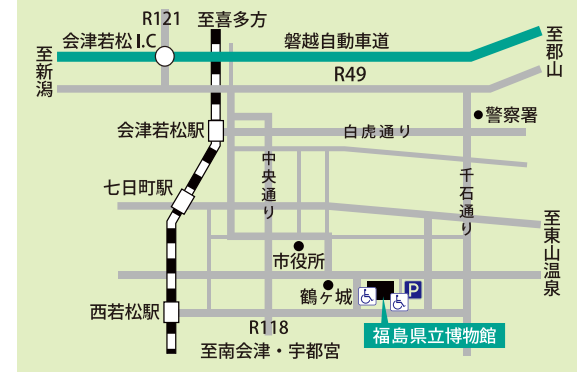 R121
至喜多方
会津若松I.C
磐越自動車道
至郡山
至新潟
R49
警察署
会津若松駅
白虎通り
中央通り
千石通り
七日町駅
至東山温泉
市役所
鶴ヶ城
P
西若松駅
R118
福島県立博物館
至南会津・宇都宮